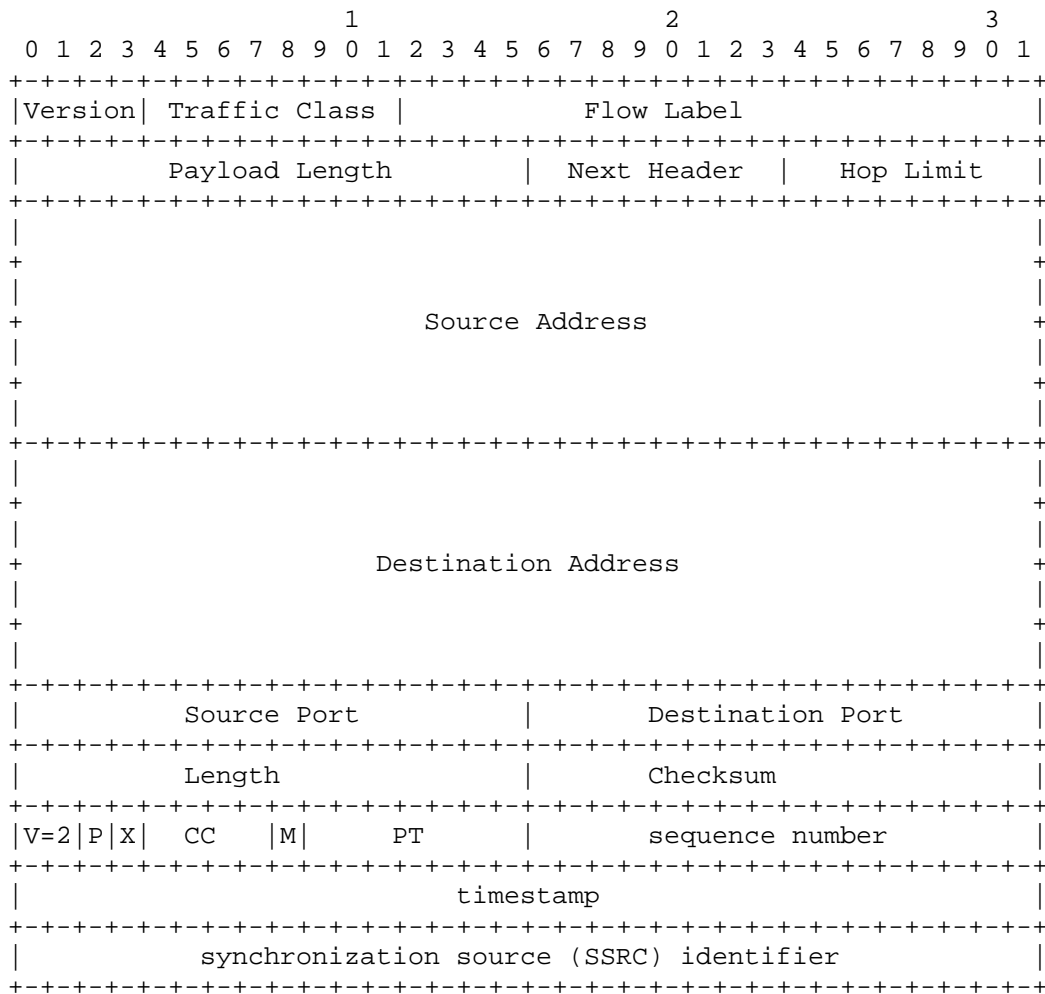 1                   2                   3
 0 1 2 3 4 5 6 7 8 9 0 1 2 3 4 5 6 7 8 9 0 1 2 3 4 5 6 7 8 9 0 1
+-+-+-+-+-+-+-+-+-+-+-+-+-+-+-+-+-+-+-+-+-+-+-+-+-+-+-+-+-+-+-+-+
|Version| Traffic Class |           Flow Label                  |
+-+-+-+-+-+-+-+-+-+-+-+-+-+-+-+-+-+-+-+-+-+-+-+-+-+-+-+-+-+-+-+-+
|         Payload Length        |  Next Header  |   Hop Limit   |
+-+-+-+-+-+-+-+-+-+-+-+-+-+-+-+-+-+-+-+-+-+-+-+-+-+-+-+-+-+-+-+-+
|                                                               |
+                                                               +
|                                                               |
+                         Source Address                        +
|                                                               |
+                                                               +
|                                                               |
+-+-+-+-+-+-+-+-+-+-+-+-+-+-+-+-+-+-+-+-+-+-+-+-+-+-+-+-+-+-+-+-+
|                                                               |
+                                                               +
|                                                               |
+                      Destination Address                      +
|                                                               |
+                                                               +
|                                                               |
+-+-+-+-+-+-+-+-+-+-+-+-+-+-+-+-+-+-+-+-+-+-+-+-+-+-+-+-+-+-+-+-+
|          Source Port          |       Destination Port        |
+-+-+-+-+-+-+-+-+-+-+-+-+-+-+-+-+-+-+-+-+-+-+-+-+-+-+-+-+-+-+-+-+
|          Length               |       Checksum                |
+-+-+-+-+-+-+-+-+-+-+-+-+-+-+-+-+-+-+-+-+-+-+-+-+-+-+-+-+-+-+-+-+
|V=2|P|X|  CC   |M|     PT      |       sequence number         |
+-+-+-+-+-+-+-+-+-+-+-+-+-+-+-+-+-+-+-+-+-+-+-+-+-+-+-+-+-+-+-+-+
|                           timestamp                           |
+-+-+-+-+-+-+-+-+-+-+-+-+-+-+-+-+-+-+-+-+-+-+-+-+-+-+-+-+-+-+-+-+
|           synchronization source (SSRC) identifier            |
+-+-+-+-+-+-+-+-+-+-+-+-+-+-+-+-+-+-+-+-+-+-+-+-+-+-+-+-+-+-+-+-+